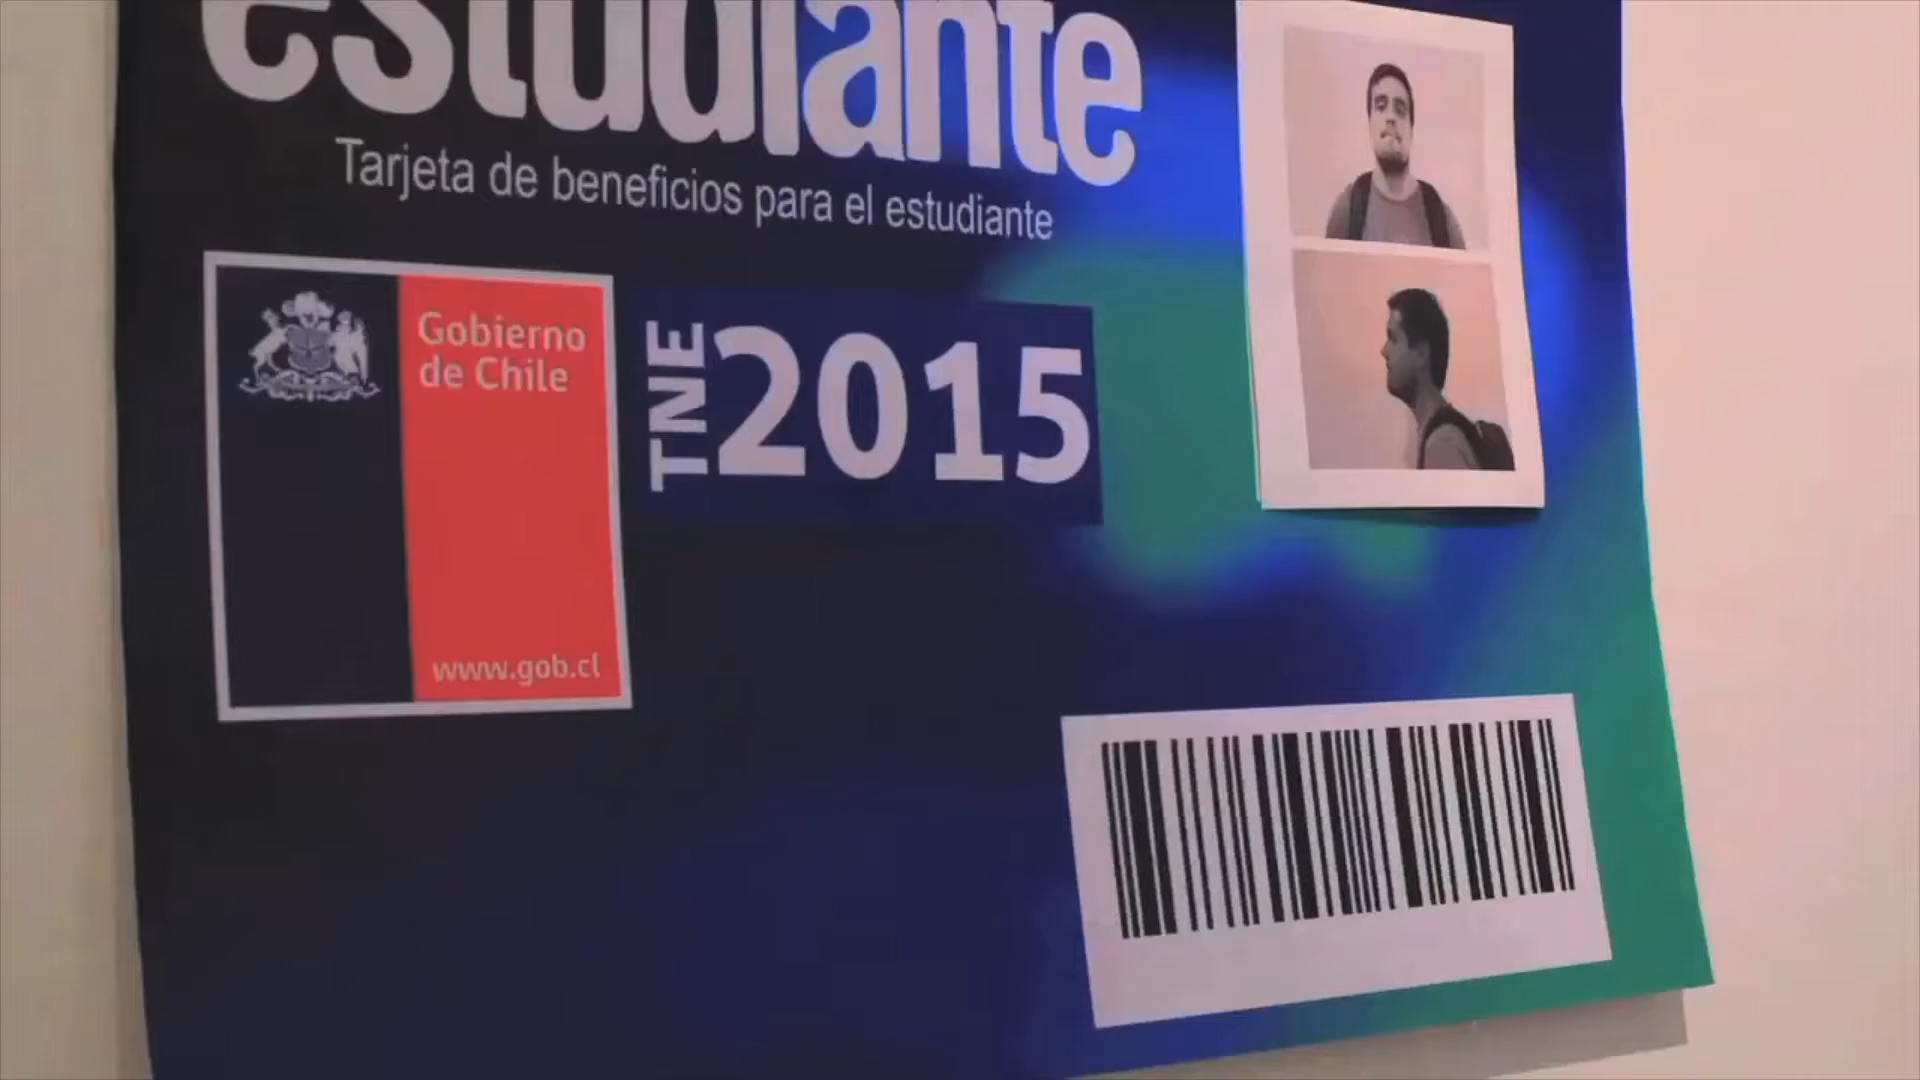 estudiante
Tarjeta de beneficios para el estudiante
Gobierno
de Chile
TNE
2015
www.gob.cl